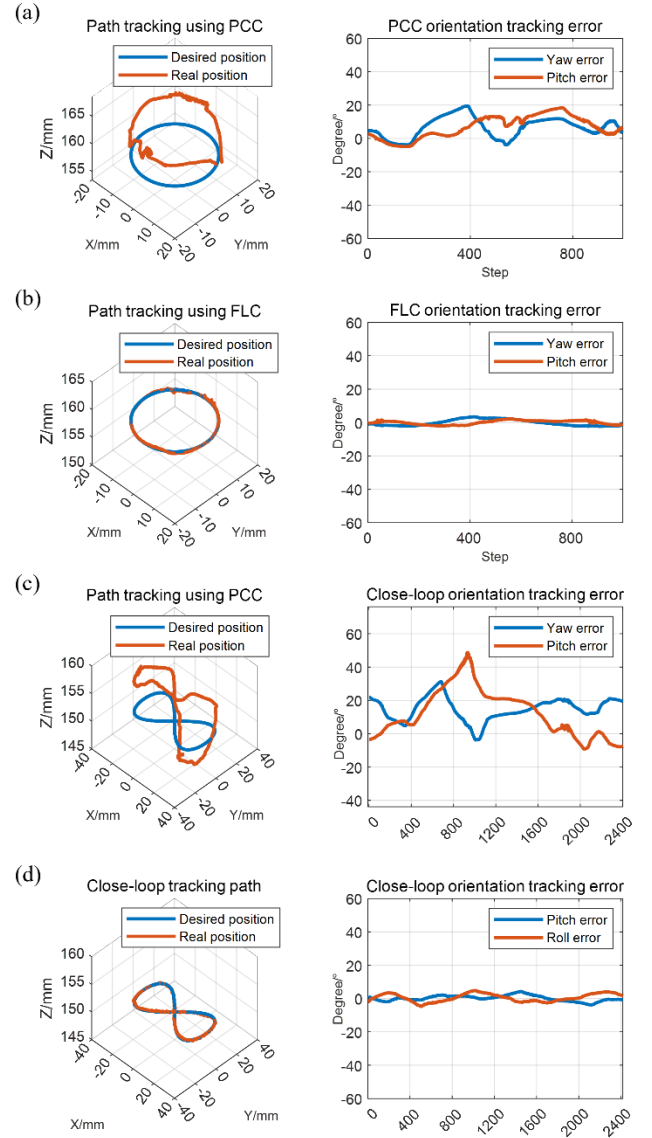 (a)
Path tracking using PCC
Desired position
Real position
Z/mm
165
160
155
-20
-10
0
10
20
X/mm
-20
-10
0
10
20
Y/mm
PCC orientation tracking error
Yaw error
Pitch error
Degree/°
60
40
20
0
-20
-40
-60
0
400
800
Step
(b)
Path tracking using FLC
Desired position
Real position
Z/mm
165
160
155
150
-20
-10
0
10
20
X/mm
-20
-10
0
10
20
Y/mm
FLC orientation tracking error
Yaw error
Pitch error
Degree/°
60
40
20
0
-20
-40
-60
0
400
800
Step
(c)
Path tracking using PCC
Desired position
Real position
Z/mm
160
155
150
145
-40
-20
0
20
40
X/mm
-40
-20
0
20
40
Y/mm
Close-loop orientation tracking error
Yaw error
Pitch error
Degree/°
60
40
20
0
-20
-40
0
400
800
1200
1600
2000
2400
(d)
Close-loop tracking path
Desired position
Real position
Z/mm
160
155
150
145
-40
-20
0
20
40
X/mm
-40
-20
0
20
40
Y/mm
Close-loop orientation tracking error
Pitch error
Roll error
Degree/°
60
40
20
0
-20
-40
-60
0
400
800
1200
1600
2000
2400